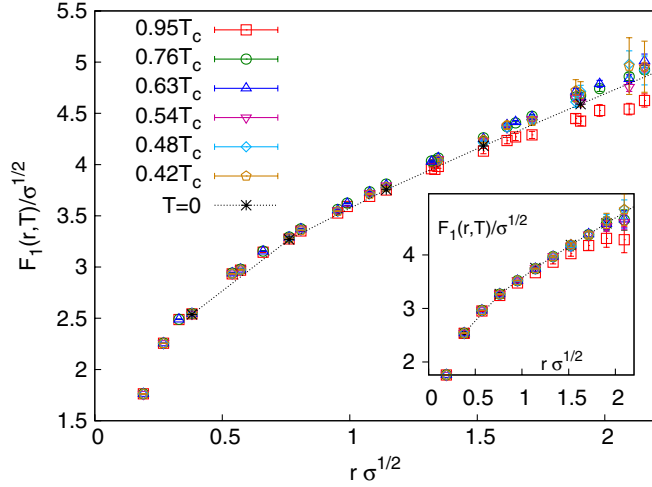 5.5
5
4.5
4
3.5
3
2.5
2
1.5
F₁(r,T)/σ^{1/2}
0.95T_c
0.76T_c
0.63T_c
0.54T_c
0.48T_c
0.42T_c
T=0
F₁(r,T)/σ^{1/2}
4
3
2
r σ^{1/2}
0 0.5 1 1.5 2
0 0.5 1 1.5 2
r σ^{1/2}